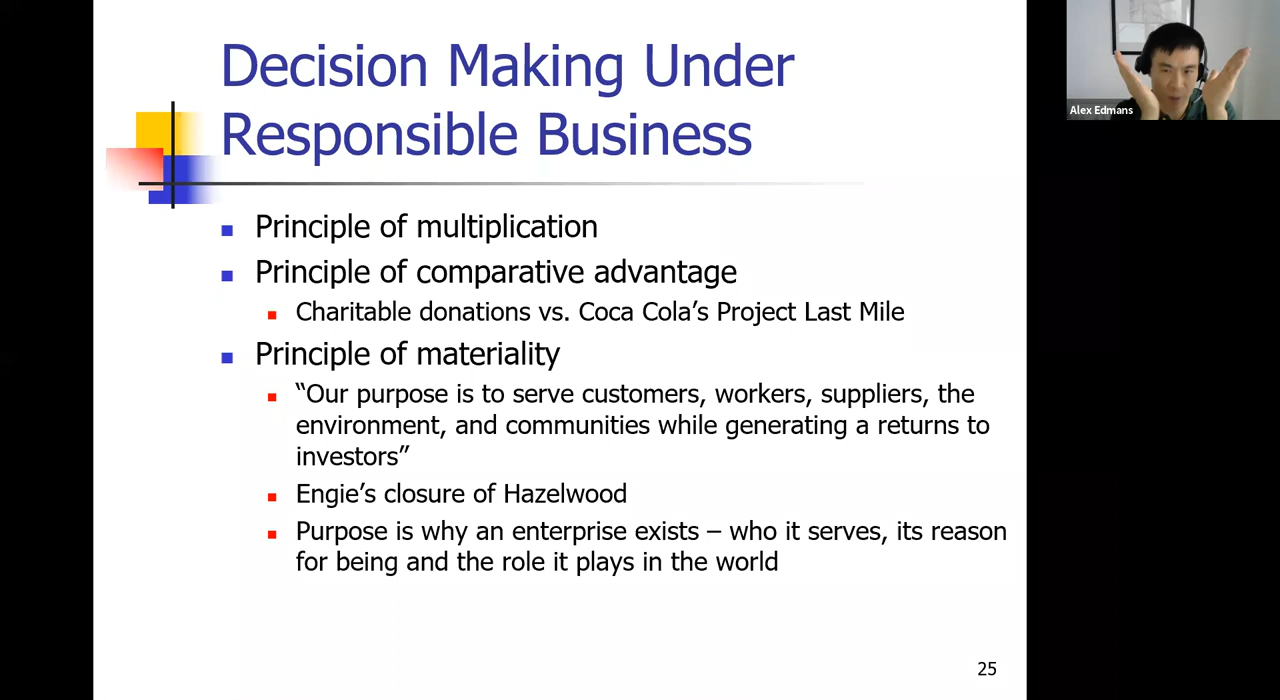 Decision Making Under
Responsible Business
Alex Edmans
Principle of multiplication
Principle of comparative advantage
Charitable donations vs. Coca Cola's Project Last Mile
Principle of materiality
“Our purpose is to serve customers, workers, suppliers, the
environment, and communities while generating a returns to
investors”
Engie's closure of Hazelwood
Purpose is why an enterprise exists – who it serves, its reason
for being and the role it plays in the world
25